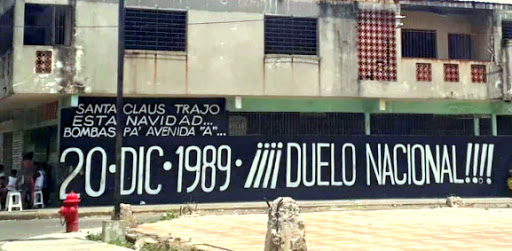 SANTA CLAUS TRAJO
ESTA NAVIDAD...
BOMBAS PA' AVENIDA "A"...
20·DIC·1989·¡¡¡¡DUELO NACIONAL!!!!